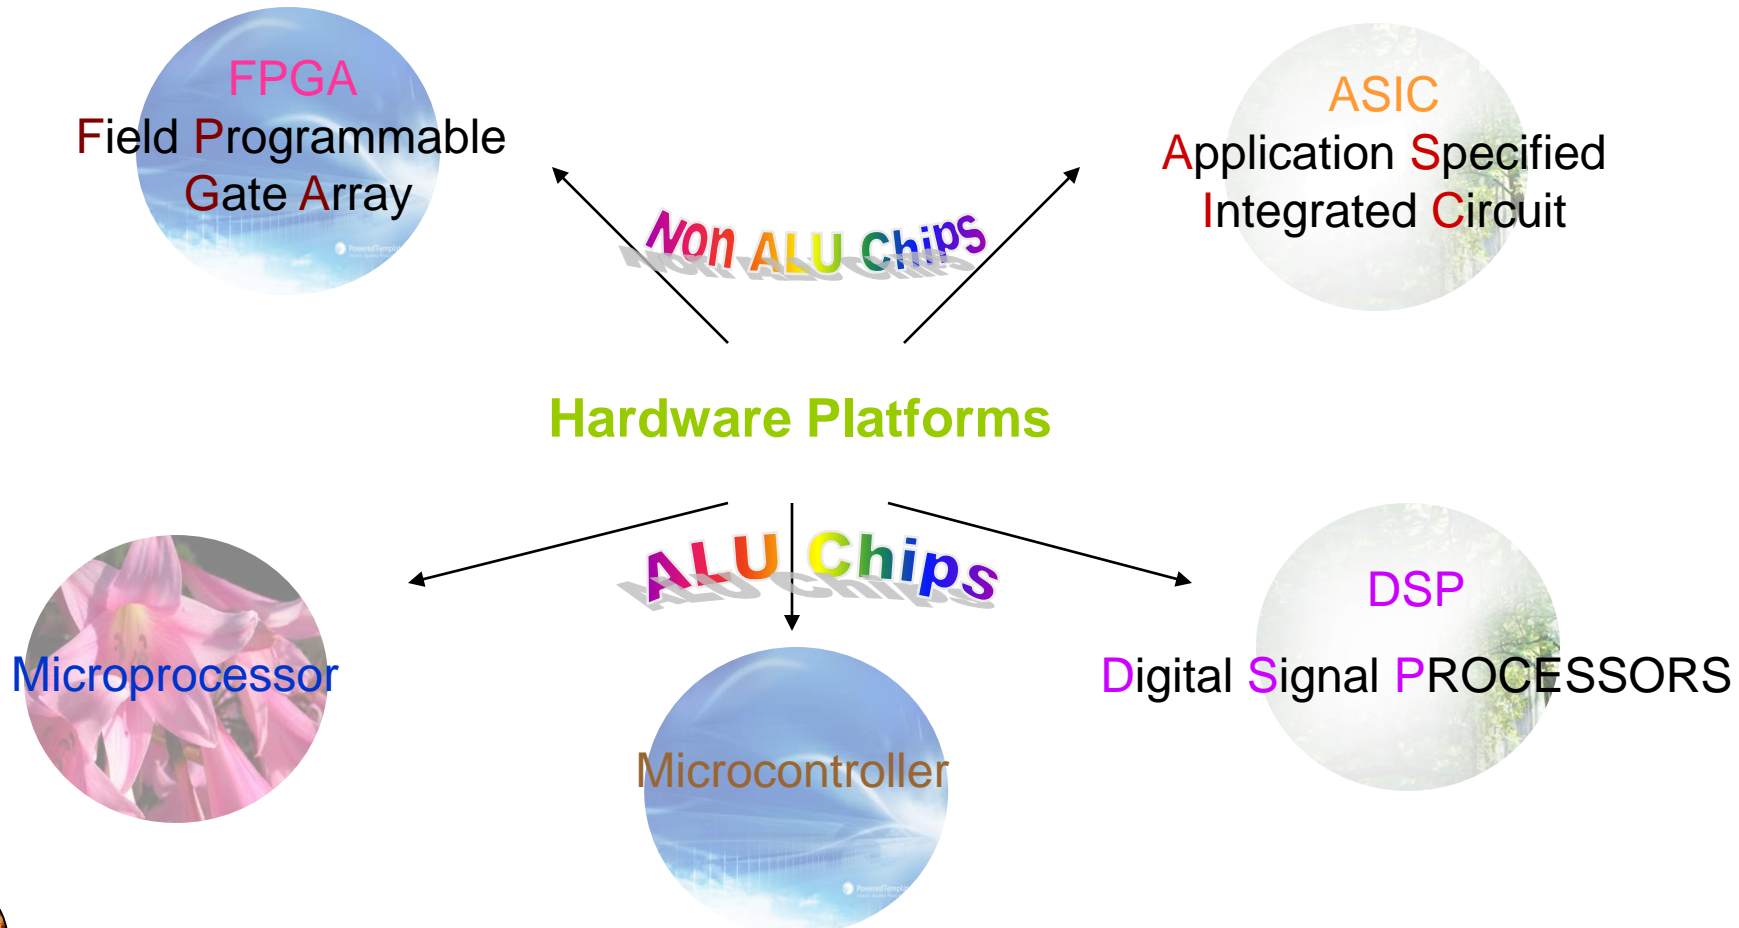 FPGA
Field Programmable
Gate Array
ASIC
Application Specified
Integrated Circuit
Non ALU Chips
Hardware Platforms
ALU Chips
Microprocessor
Microcontroller
DSP
Digital Signal PROCESSORS